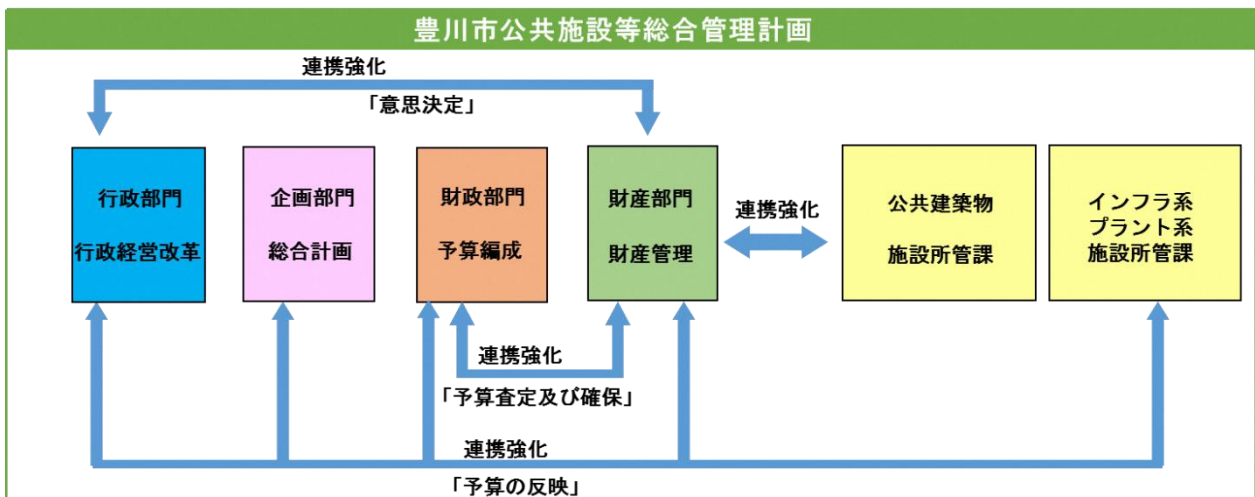 豊川市公共施設等総合管理計画
連携強化
「意思決定」
行政部門
行政経営改革
企画部門
総合計画
財政部門
予算編成
財産部門
財産管理
連携強化
公共建築物
施設所管課
インフラ系
プラント系
施設所管課
連携強化
「予算査定及び確保」
連携強化
「予算の反映」